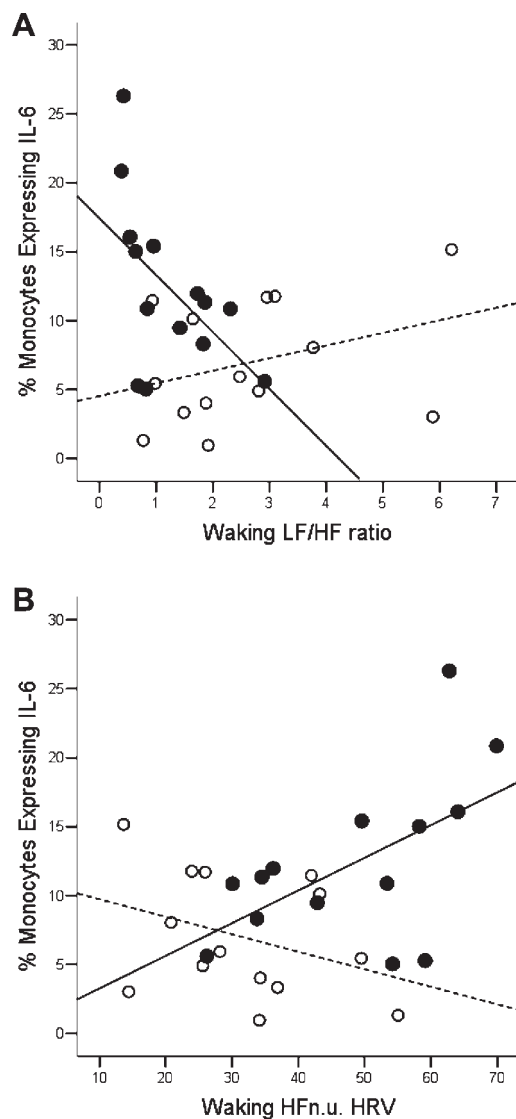 A
% Monocytes Expressing IL-6
30
25
20
15
10
5
0
0 1 2 3 4 5 6 7
Waking LF/HF ratio
B
% Monocytes Expressing IL-6
30
25
20
15
10
5
0
10 20 30 40 50 60 70
Waking HFn.u. HRV